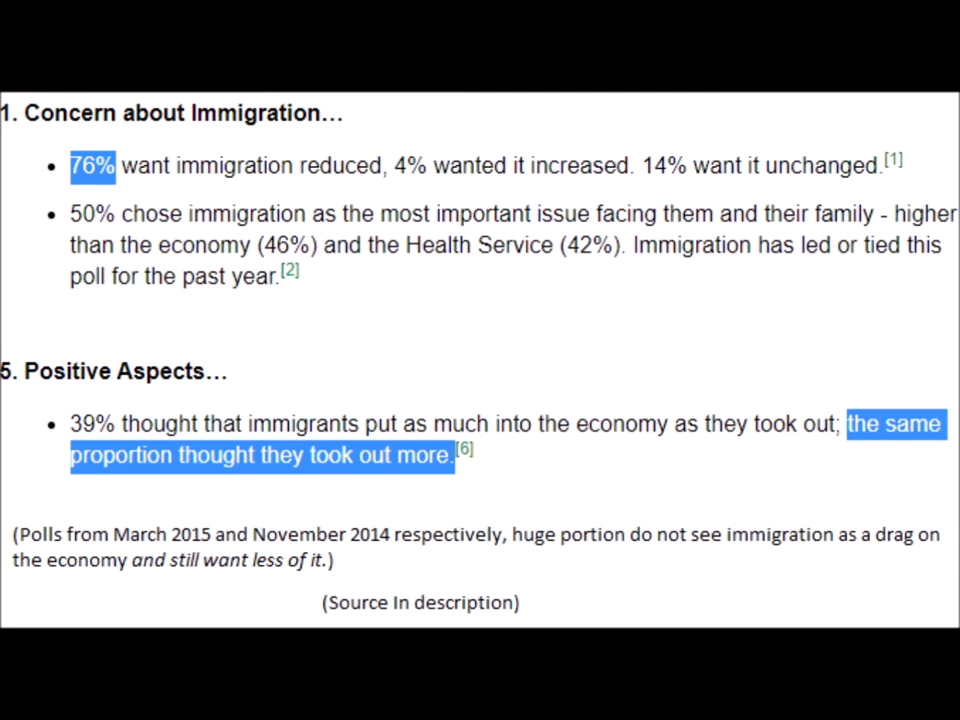 1. Concern about Immigration…
• 76% want immigration reduced, 4% wanted it increased. 14% want it unchanged.[1]
• 50% chose immigration as the most important issue facing them and their family - higher
than the economy (46%) and the Health Service (42%). Immigration has led or tied this
poll for the past year.[2]
5. Positive Aspects…
• 39% thought that immigrants put as much into the economy as they took out; the same
proportion thought they took out more.[6]
(Polls from March 2015 and November 2014 respectively, huge portion do not see immigration as a drag on
the economy and still want less of it.)
(Source In description)